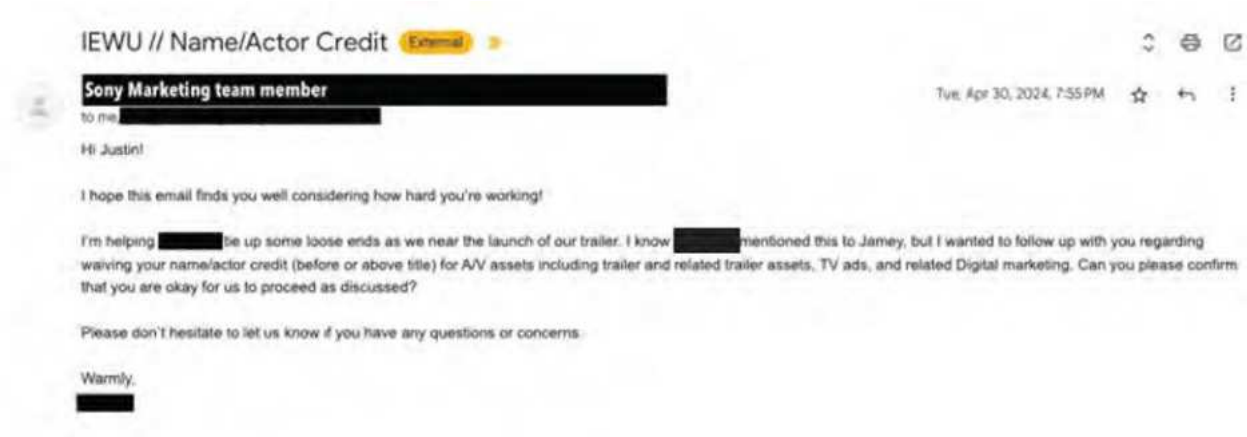 IEWU // Name/Actor Credit External
Sony Marketing team member
Tue, Apr 30, 2024, 7:55 PM
to me,
Hi Justin!
I hope this email finds you well considering how hard you're working!
I'm helping tie up some loose ends as we near the launch of our trailer. I know mentioned this to Jamey, but I wanted to follow up with you regarding
waiving your name/actor credit (before or above title) for A/V assets including trailer and related trailer assets, TV ads, and related Digital marketing. Can you please confirm
that you are okay for us to proceed as discussed?
Please don't hesitate to let us know if you have any questions or concerns.
Warmly,